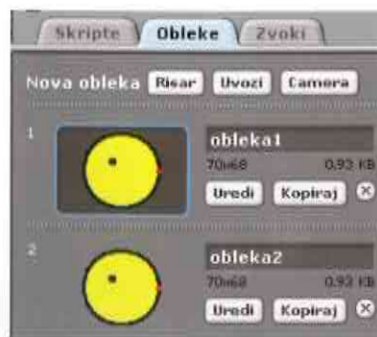 Skripte Obleke Zvoki
Nova obleka Risar Uvozi Camera
1
obleka1
70x68 0.93 KB
Uredi Kopiraj
2
obleka2
70x68 0.93 KB
Uredi Kopiraj